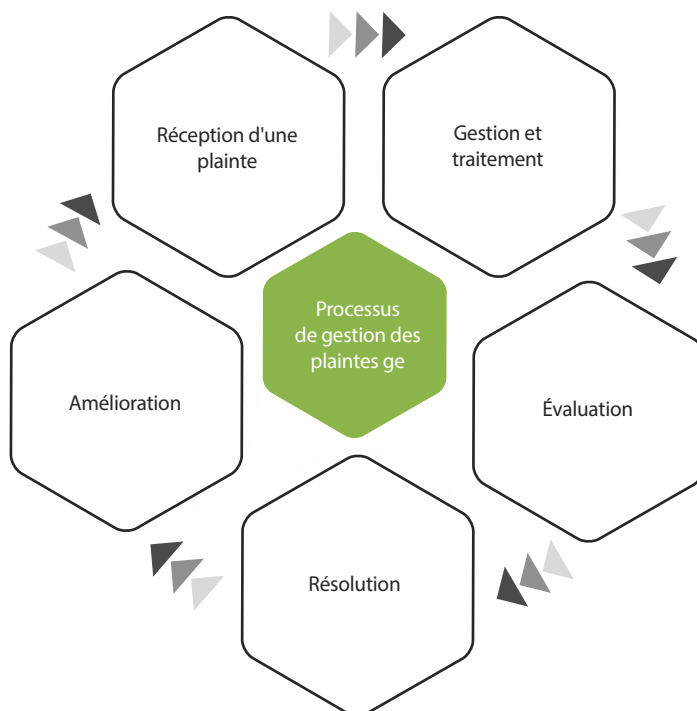 Réception d'une
plainte
Gestion et
traitement
Processus
de gestion des
plaintes ge
Amélioration
Évaluation
Résolution